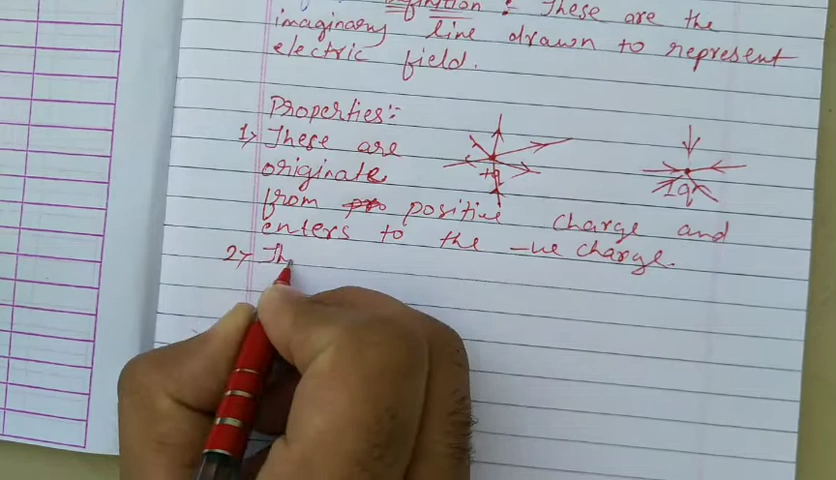 Definition : These are the
imaginary line drawn to represent
electric field.
Properties:-
1> These are
originate
+q
-q
from positive charge and
enters to the -ve charge.
2> Th